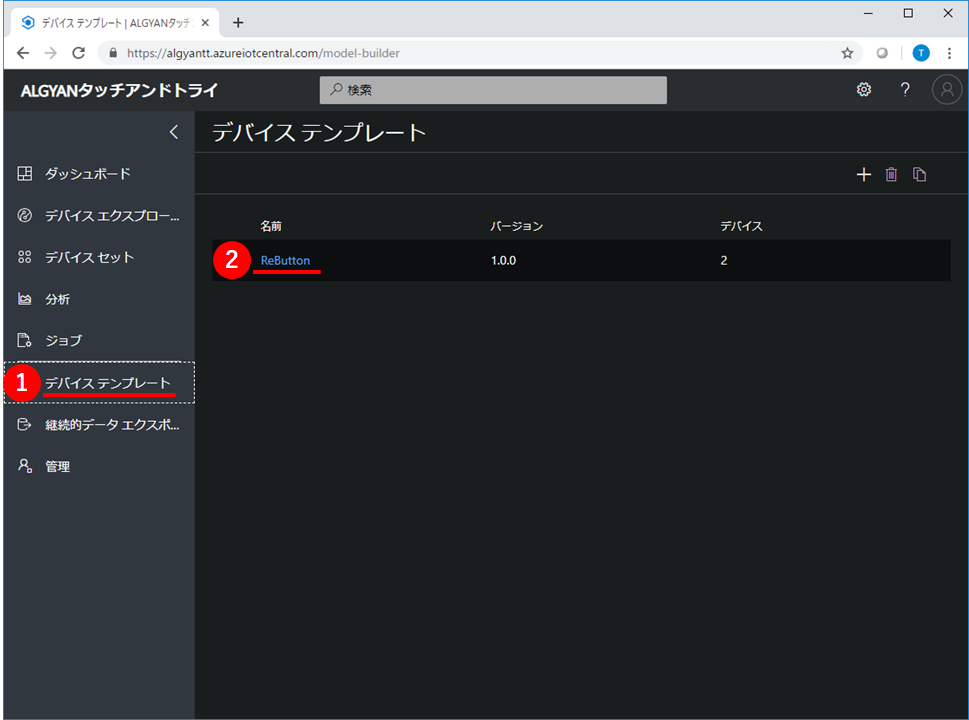 デバイス テンプレート | ALGYANタッチ
https://algyantt.azureiotcentral.com/model-builder
T
ALGYANタッチアンドトライ
検索
?
デバイス テンプレート
ダッシュボード
デバイス エクスプロー...
デバイス セット
分析
ジョブ
1 デバイス テンプレート
継続的データ エクスポ...
管理
名前 バージョン デバイス
2 ReButton 1.0.0 2